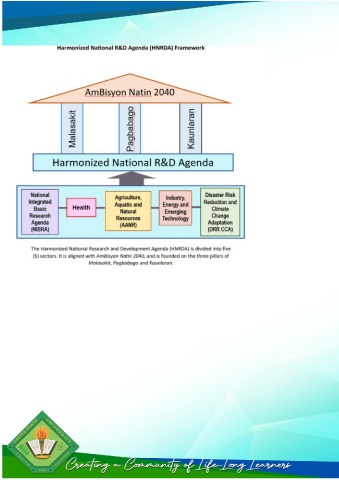 Harmonized National R&D Agenda (HNRDA) Framework
AmBisyon Natin 2040
Malasakit
Pagbabago
Kaunlaran
Harmonized National R&D Agenda
National
Integrated
Basic
Research
Agenda
(NIBRA)
Health
Agriculture,
Aquatic and
Natural
Resources
(AANR)
Industry,
Energy and
Emerging
Technology
Disaster Risk
Reduction and
Climate
Change
Adaptation
(DRR CCA)
The Harmonized National Research and Development Agenda (HNRDA) is divided into five
(5) sectors. It is aligned with AmBisyon Natin 2040, and is founded on the three pillars of
Malasakit, Pagbabago and Kaunlaran.
Creating a Community of Life-Long Learners